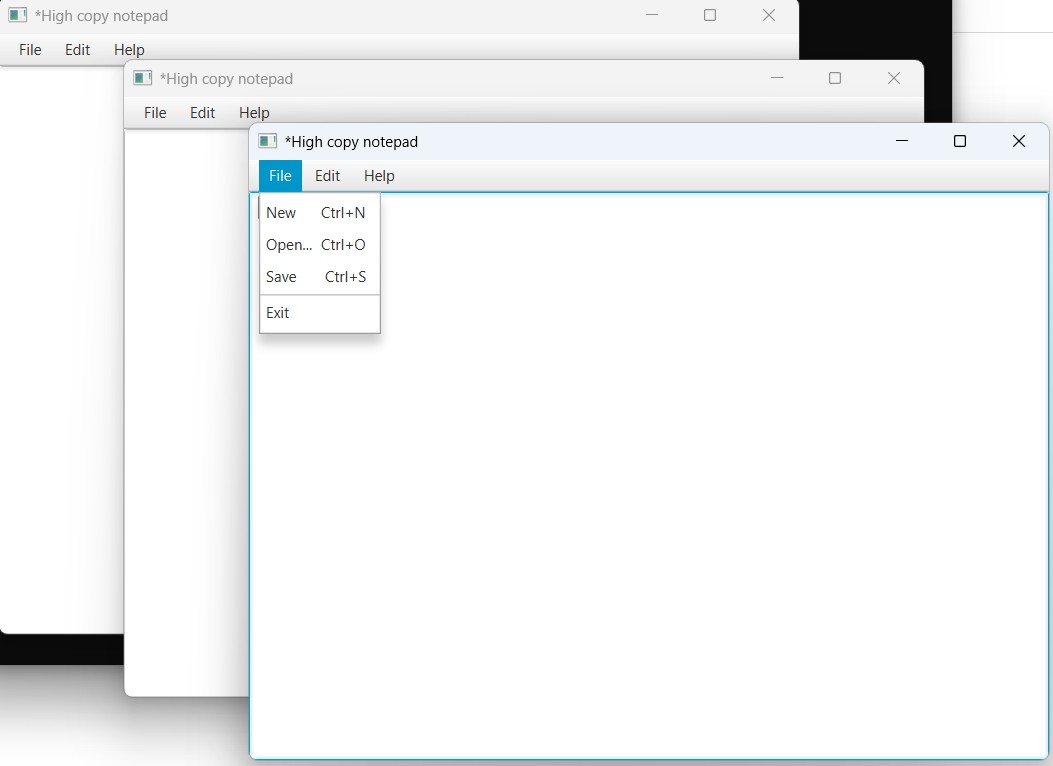 *High copy notepad
File Edit Help
*High copy notepad
File Edit Help
*High copy notepad
File Edit Help
New Ctrl+N
Open... Ctrl+O
Save Ctrl+S
Exit